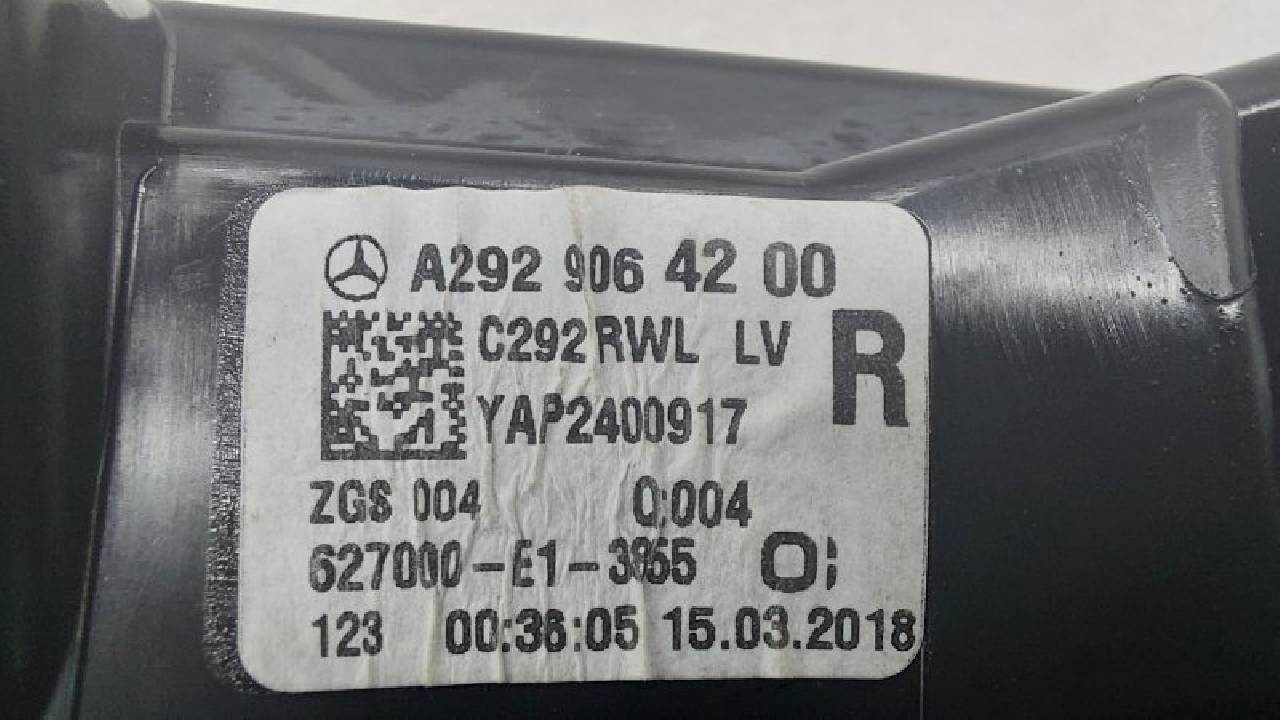 A292 906 42 00
C292 RWL LV R
YAP2400917
ZGS 004 Q:004
627000-E1- O;
123 00:36:05 15.03.2018